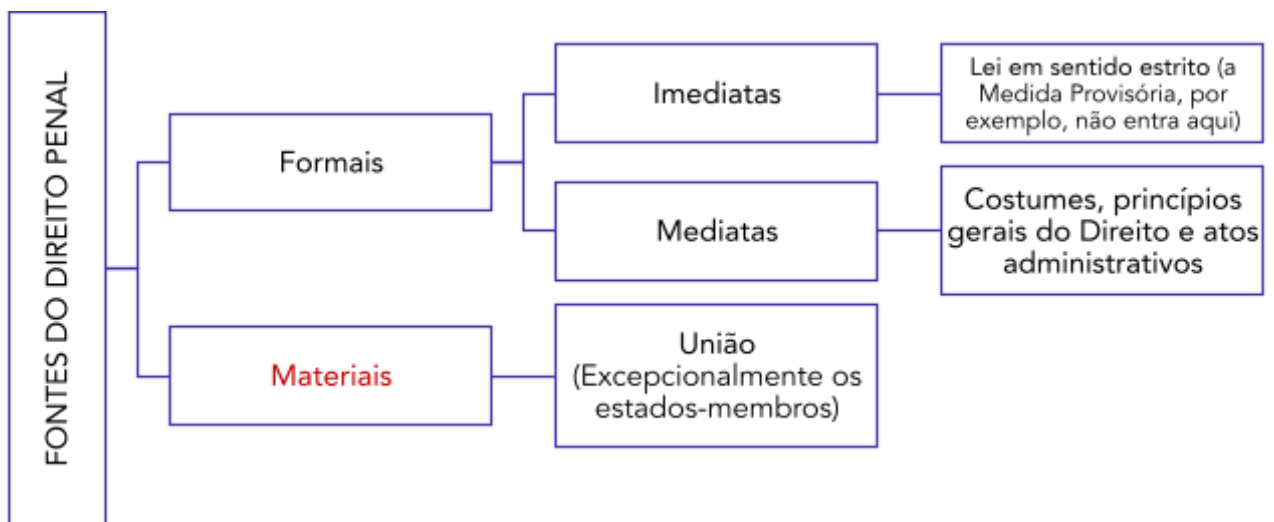 FONTES DO DIREITO PENAL
Formais
Imediatas
Lei em sentido estrito (a
Medida Provisória, por
exemplo, não entra aqui)
Mediatas
Costumes, princípios
gerais do Direito e atos
administrativos
Materiais
União
(Excepcionalmente os
estados-membros)